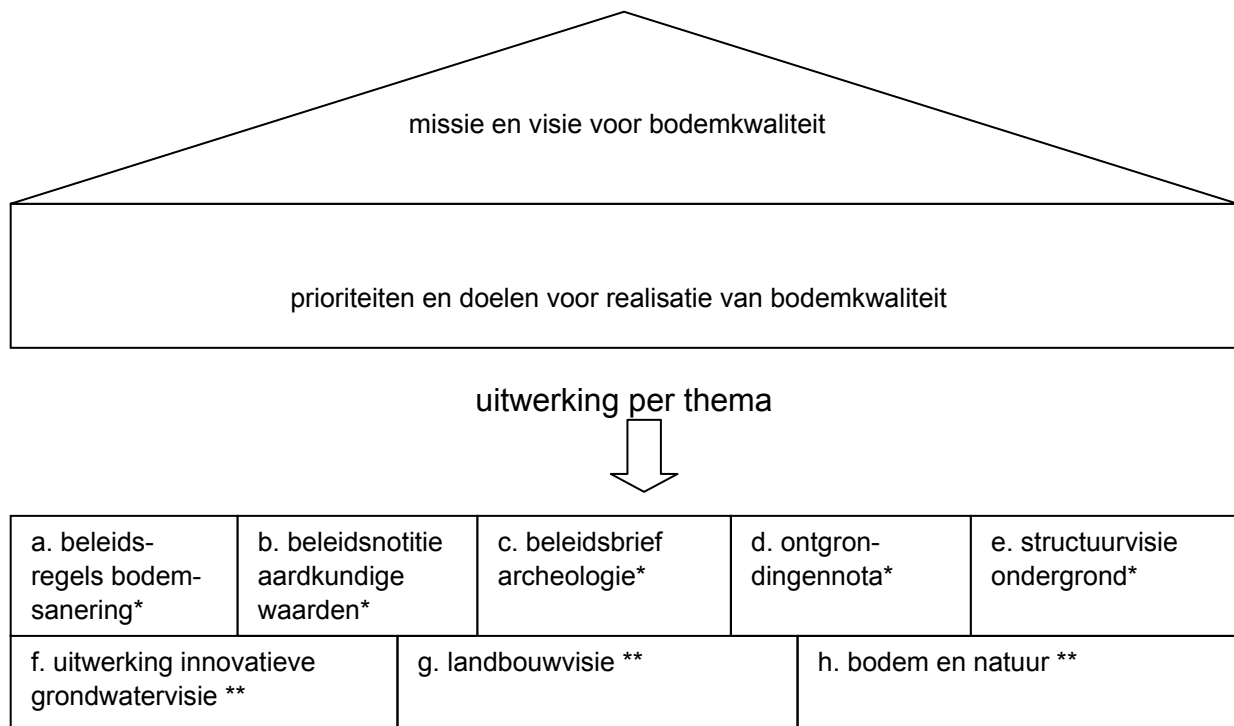 missie en visie voor bodemkwaliteit
prioriteiten en doelen voor realisatie van bodemkwaliteit
uitwerking per thema
a. beleids-
regels bodem-
sanering*
b. beleidsnotitie
aardkundige
waarden*
c. beleidsbrief
archeologie*
d. ontgron-
dingennota*
e. structuurvisie
ondergrond*
f. uitwerking innovatieve
grondwatervisie **
g. landbouwvisie **
h. bodem en natuur **